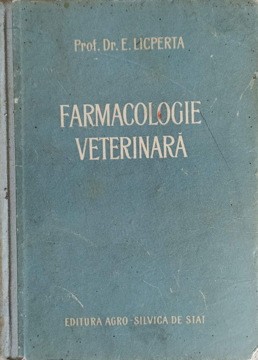 Prof. Dr. E. LICPERTA
FARMACOLOGIE
VETERINARĂ
EDITURA AGRO-SILVICA DE STAT